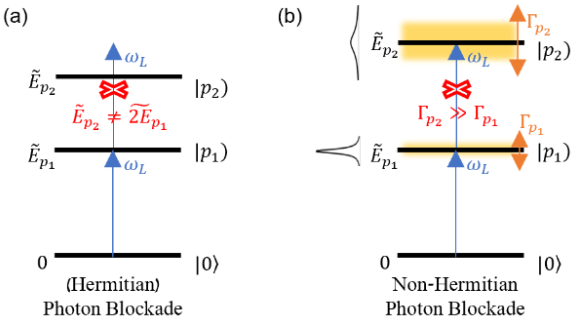 (a)
ω_L
Ẽ_{p_2}
|p_2)
Ẽ_{p_2} ≠ 2\widetilde{E}_{p_1}
Ẽ_{p_1}
|p_1)
ω_L
0
|0⟩
(Hermitian)
Photon Blockade
(b)
Γ_{p_2}
Ẽ_{p_2}
|p_2)
ω_L
Γ_{p_2} ≫ Γ_{p_1}
Γ_{p_1}
Ẽ_{p_1}
|p_1)
ω_L
0
|0⟩
Non-Hermitian
Photon Blockade